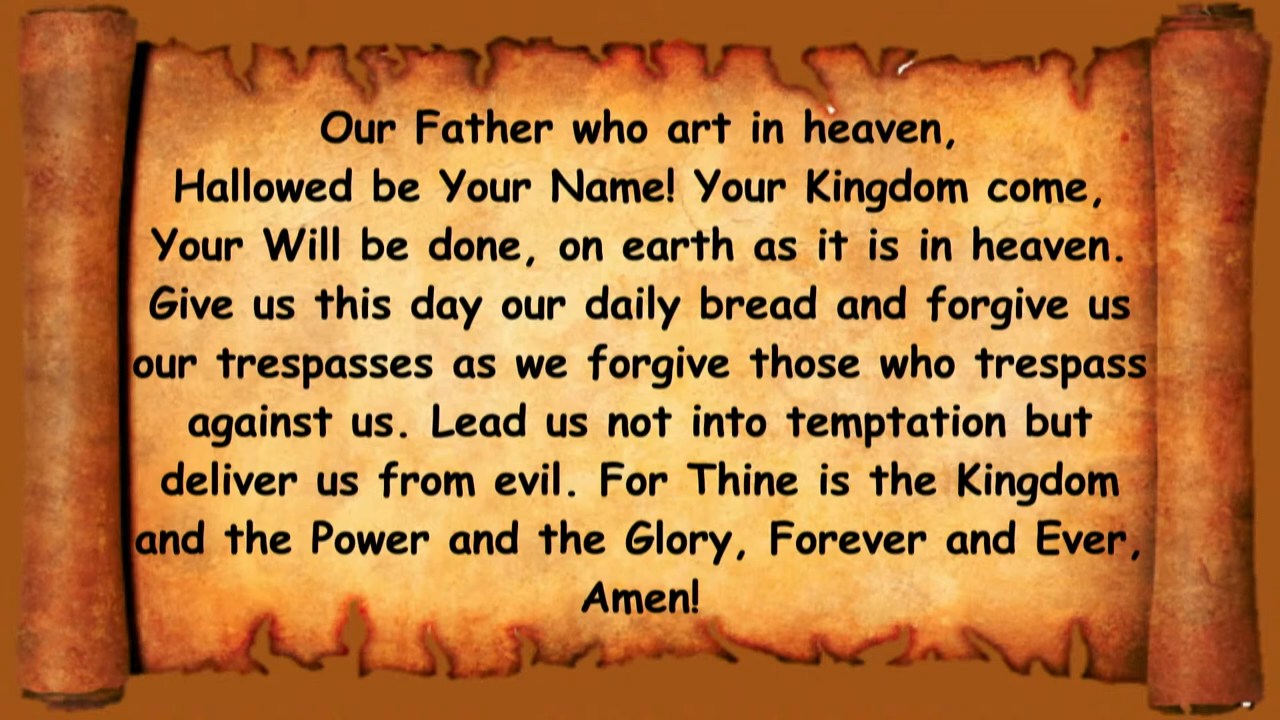 Our Father who art in heaven,
Hallowed be Your Name! Your Kingdom come,
Your Will be done, on earth as it is in heaven.
Give us this day our daily bread and forgive us
our trespasses as we forgive those who trespass
against us. Lead us not into temptation but
deliver us from evil. For Thine is the Kingdom
and the Power and the Glory, Forever and Ever,
Amen!